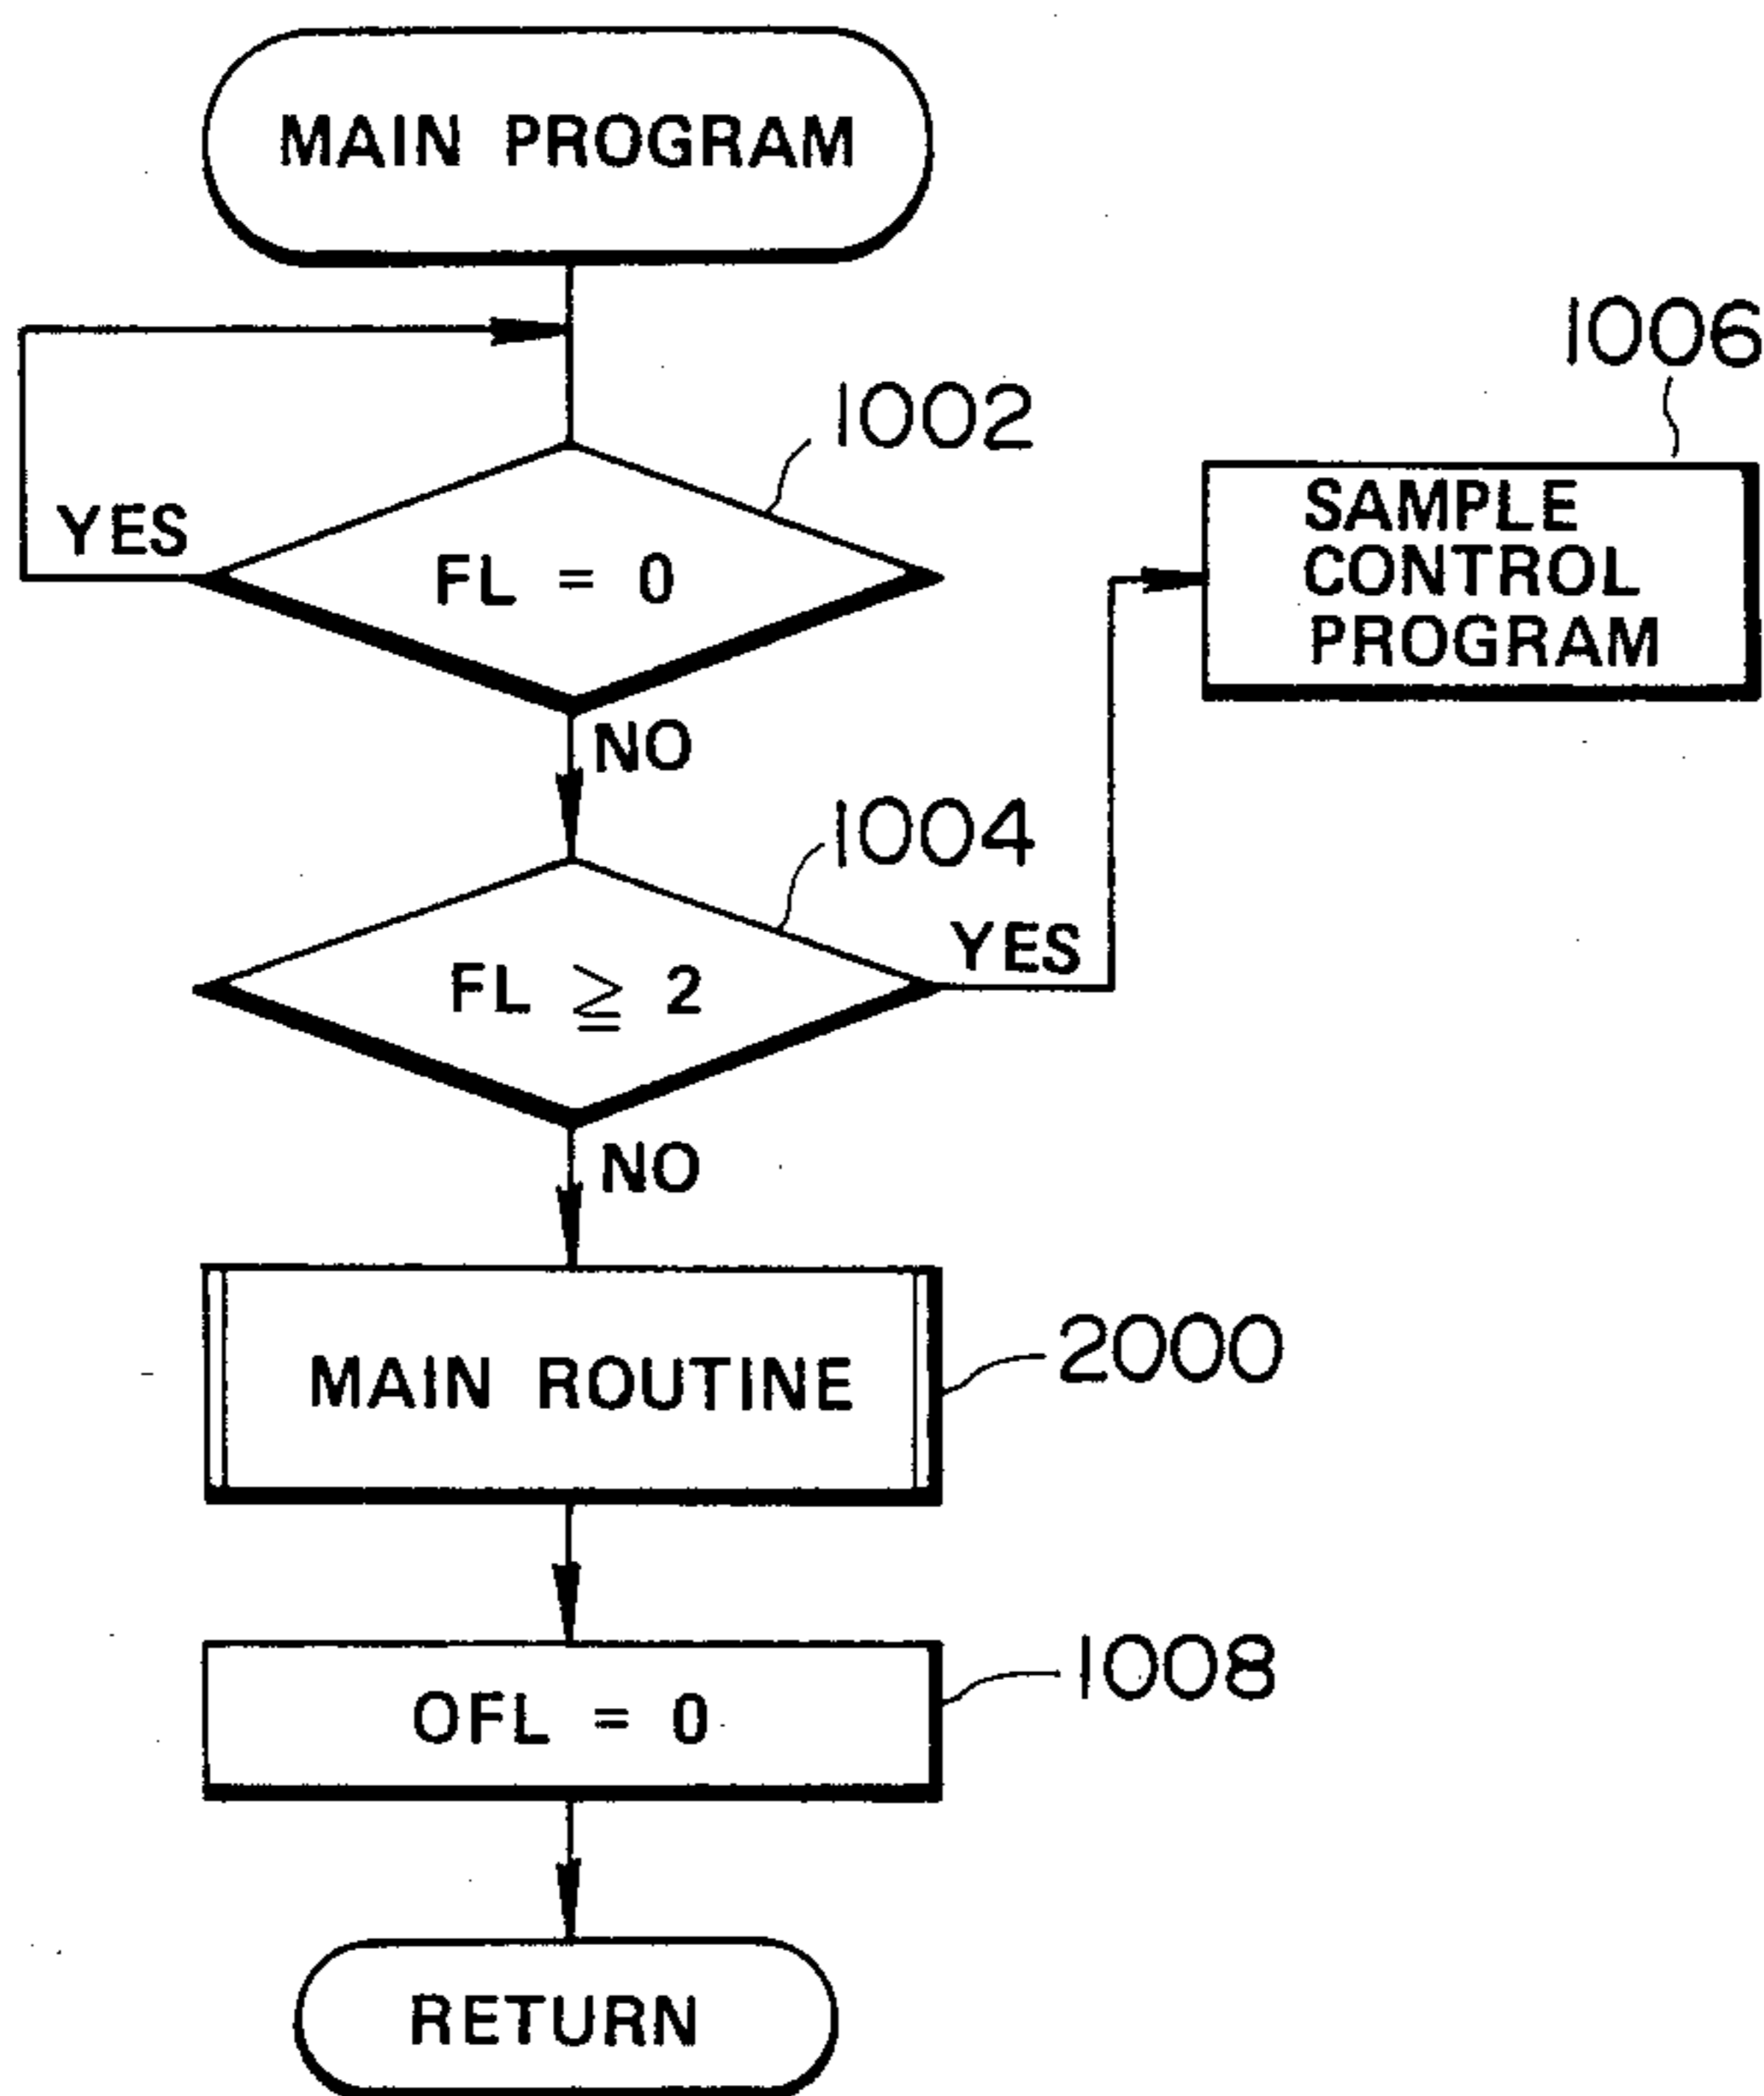 MAIN PROGRAM
1006
1002
SAMPLE
CONTROL
PROGRAM
YES
FL = 0
NO
1004
YES
FL ≧ 2
NO
MAIN ROUTINE
2000
OFL = 0
1008
RETURN